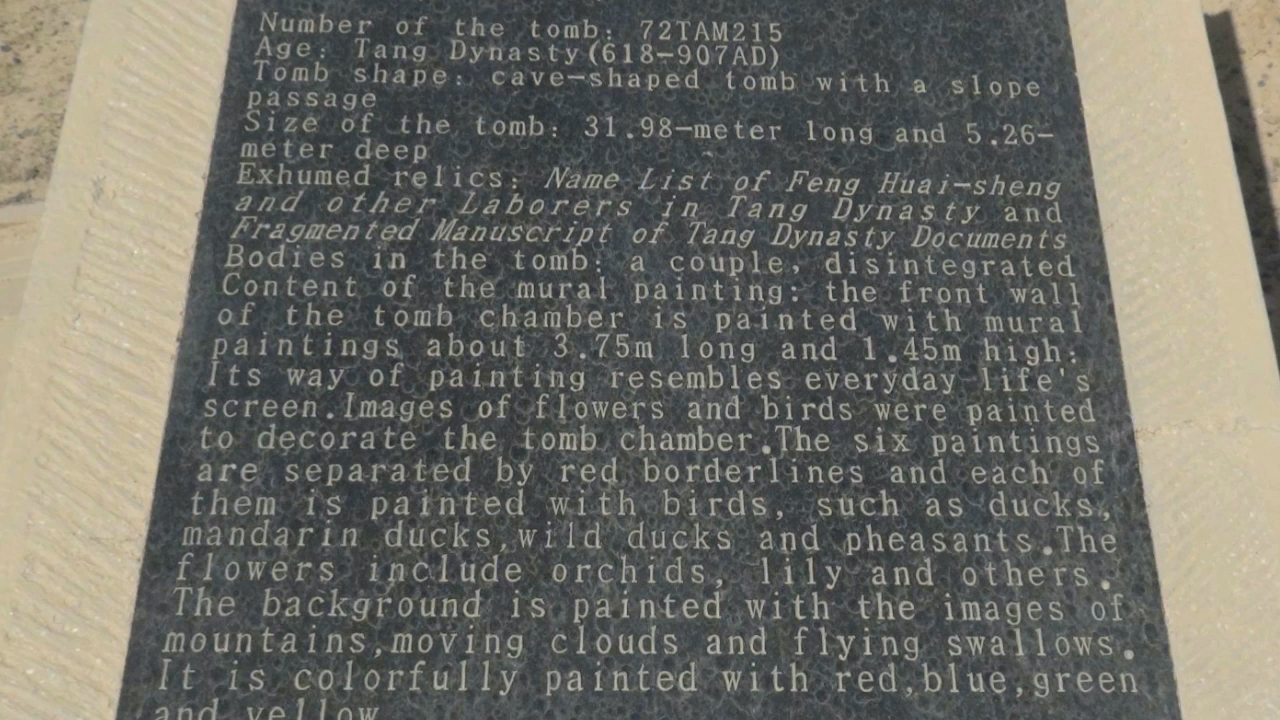 Number of the tomb: 72TAM215
Age: Tang Dynasty(618-907AD)
Tomb shape: cave-shaped tomb with a slope
passage
Size of the tomb: 31.98-meter long and 5.26-
meter deep
Exhumed relics: Name List of Feng Huai-sheng
and other Laborers in Tang Dynasty and
Fragmented Manuscript of Tang Dynasty Documents
Bodies in the tomb: a couple, disintegrated
Content of the mural painting: the front wall
of the tomb chamber is painted with mural
paintings about 3.75m long and 1.45m high:
Its way of painting resembles everyday life's
screen.Images of flowers and birds were painted
to decorate the tomb chamber.The six paintings
are separated by red borderlines and each of
them is painted with birds, such as ducks,
mandarin ducks,wild ducks and pheasants.The
flowers include orchids, lily and others.
The background is painted with the images of
mountains,moving clouds and flying swallows.
It is colorfully painted with red,blue,green
and yellow